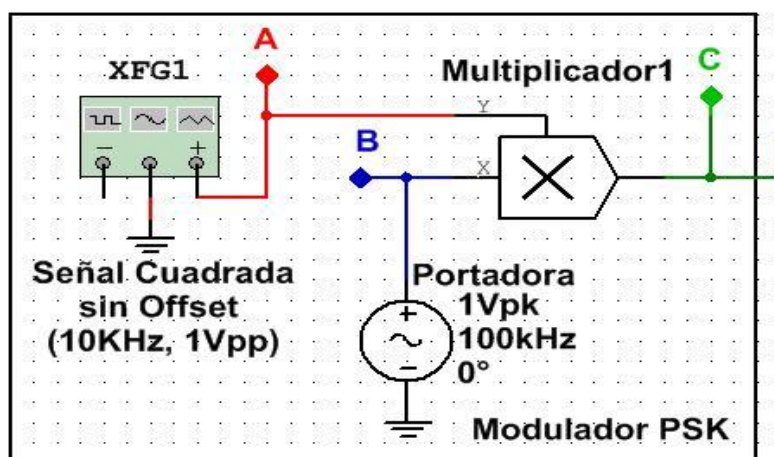 A
XFG1
Multiplicador1
C
Y
B
X
Señal Cuadrada
sin Offset
(10KHz, 1Vpp)
Portadora
1Vpk
100kHz
0°
Modulador PSK